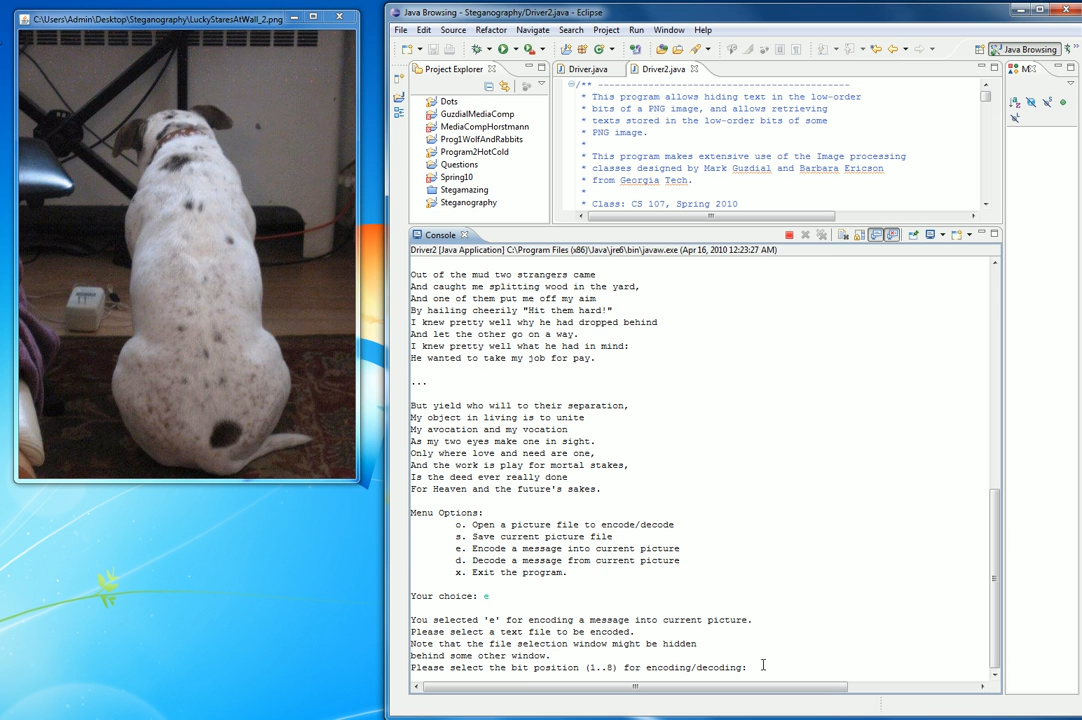 C:\Users\Admin\Desktop\Steganography\LuckyStaresAtWall_2.png
Java Browsing - Steganography/Driver2.java - Eclipse
File Edit Source Refactor Navigate Search Project Run Window Help
Java Browsing
Project Explorer
Dots
GuzdialMediaComp
MediaCompHorstmann
Prog1WolfAndRabbits
Program2HotCold
Questions
Spring10
Stegamazing
Steganography
Driver.java
Driver2.java
/** ------------------------------------------
* This program allows hiding text in the low-order
* bits of a PNG image, and allows retrieving
* texts stored in the low-order bits of some
* PNG image.
*
* This program makes extensive use of the Image processing
* classes designed by Mark Guzdial and Barbara Ericson
* from Georgia Tech.
*
* Class: CS 107, Spring 2010
Console
Driver2 [Java Application] C:\Program Files (x86)\Java\jre6\bin\javaw.exe (Apr 16, 2010 12:23:27 AM)
Out of the mud two strangers came
And caught me splitting wood in the yard,
And one of them put me off my aim
By hailing cheerily "Hit them hard!"
I knew pretty well why he had dropped behind
And let the other go on a way.
I knew pretty well what he had in mind:
He wanted to take my job for pay.
...
But yield who will to their separation,
My object in living is to unite
My avocation and my vocation
As my two eyes make one in sight.
Only where love and need are one,
And the work is play for mortal stakes,
Is the deed ever really done
For Heaven and the future's sakes.
Menu Options:
o. Open a picture file to encode/decode
s. Save current picture file
e. Encode a message into current picture
d. Decode a message from current picture
x. Exit the program.
Your choice: e
You selected 'e' for encoding a message into current picture.
Please select a text file to be encoded.
Note that the file selection window might be hidden
behind some other window.
Please select the bit position (1..8) for encoding/decoding: